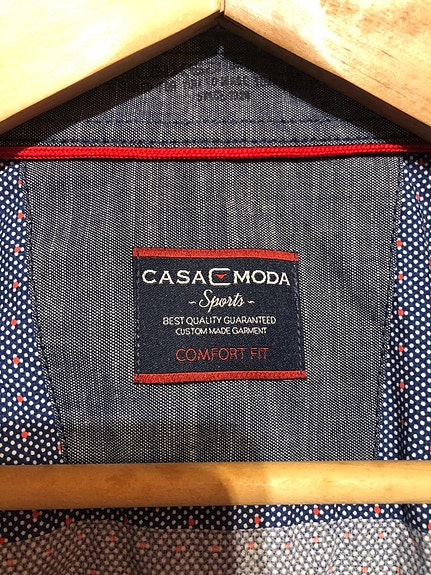 CASA MODA
~ Sports ~
BEST QUALITY GUARANTEED
CUSTOM MADE GARMENT
COMFORT FIT